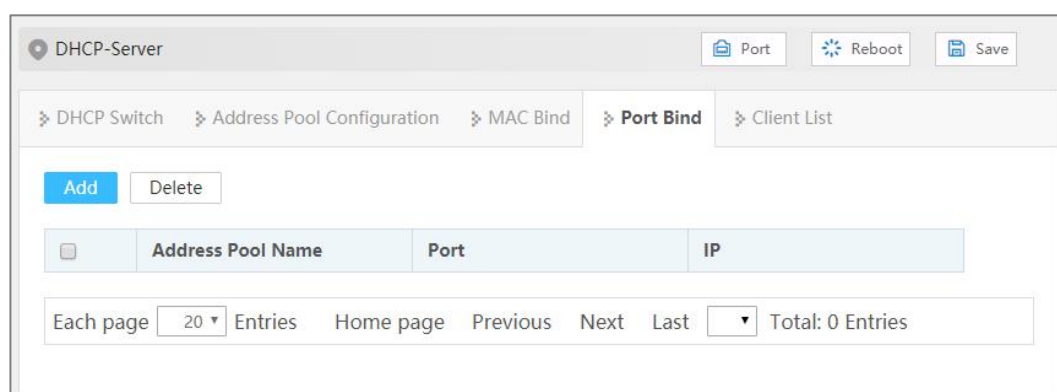 DHCP-Server Port Reboot Save
DHCP Switch Address Pool Configuration MAC Bind Port Bind Client List
Add Delete
Address Pool Name Port IP
Each page 20 Entries Home page Previous Next Last Total: 0 Entries